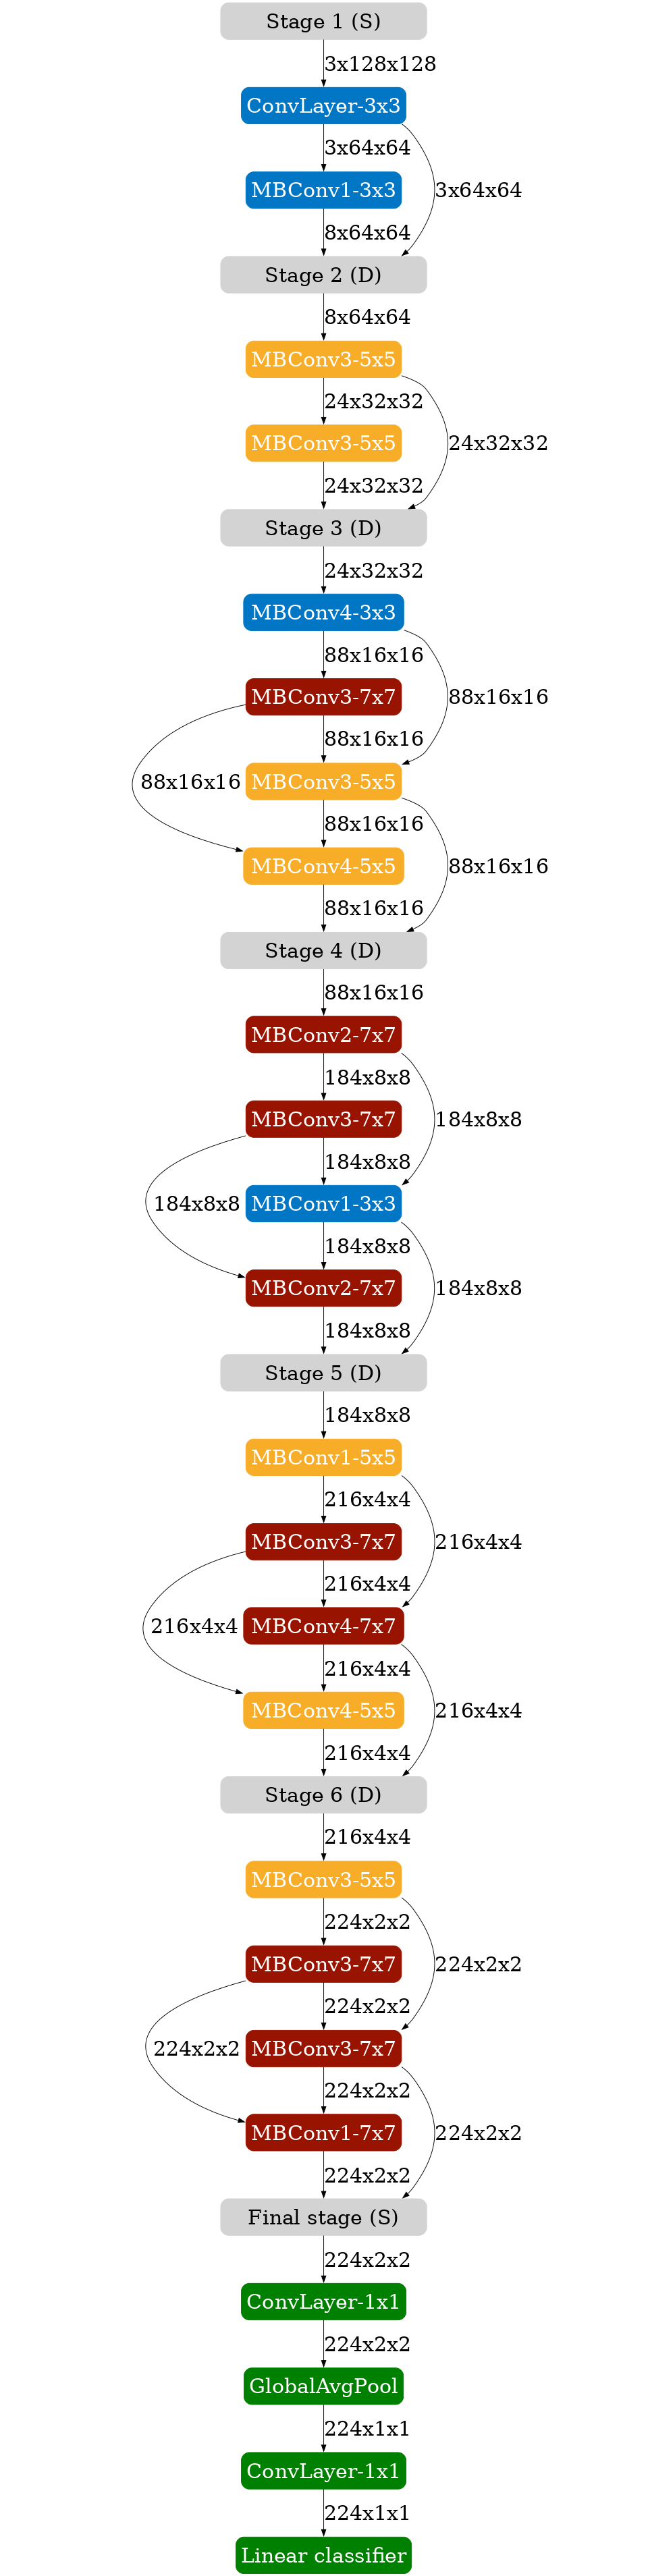 Stage 1 (S)
3x128x128
ConvLayer-3x3
3x64x64
MBConv1-3x3
3x64x64
8x64x64
Stage 2 (D)
8x64x64
MBConv3-5x5
24x32x32
MBConv3-5x5
24x32x32
24x32x32
Stage 3 (D)
24x32x32
MBConv4-3x3
88x16x16
MBConv3-7x7
88x16x16
88x16x16
88x16x16
MBConv3-5x5
88x16x16
MBConv4-5x5
88x16x16
88x16x16
Stage 4 (D)
88x16x16
MBConv2-7x7
184x8x8
MBConv3-7x7
184x8x8
184x8x8
184x8x8
MBConv1-3x3
184x8x8
MBConv2-7x7
184x8x8
184x8x8
Stage 5 (D)
184x8x8
MBConv1-5x5
216x4x4
MBConv3-7x7
216x4x4
216x4x4
216x4x4
MBConv4-7x7
216x4x4
MBConv4-5x5
216x4x4
216x4x4
Stage 6 (D)
216x4x4
MBConv3-5x5
224x2x2
MBConv3-7x7
224x2x2
224x2x2
224x2x2
MBConv3-7x7
224x2x2
MBConv1-7x7
224x2x2
224x2x2
Final stage (S)
224x2x2
ConvLayer-1x1
224x2x2
GlobalAvgPool
224x1x1
ConvLayer-1x1
224x1x1
Linear classifier